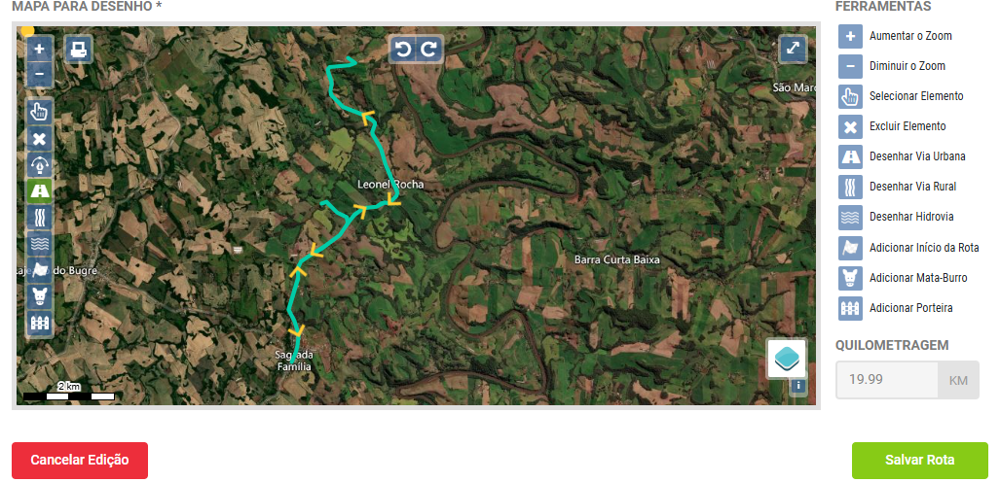 MAPA PARA DESENHO *
São Marc
Leonel Rocha
do Bugre
Barra Curta Baixa
Sagrada
Família
2 km
i
FERRAMENTAS
Aumentar o Zoom
Diminuir o Zoom
Selecionar Elemento
Excluir Elemento
Desenhar Via Urbana
Desenhar Via Rural
Desenhar Hidrovia
Adicionar Início da Rota
Adicionar Mata-Burro
Adicionar Porteira
QUILOMETRAGEM
19.99 KM
Cancelar Edição
Salvar Rota